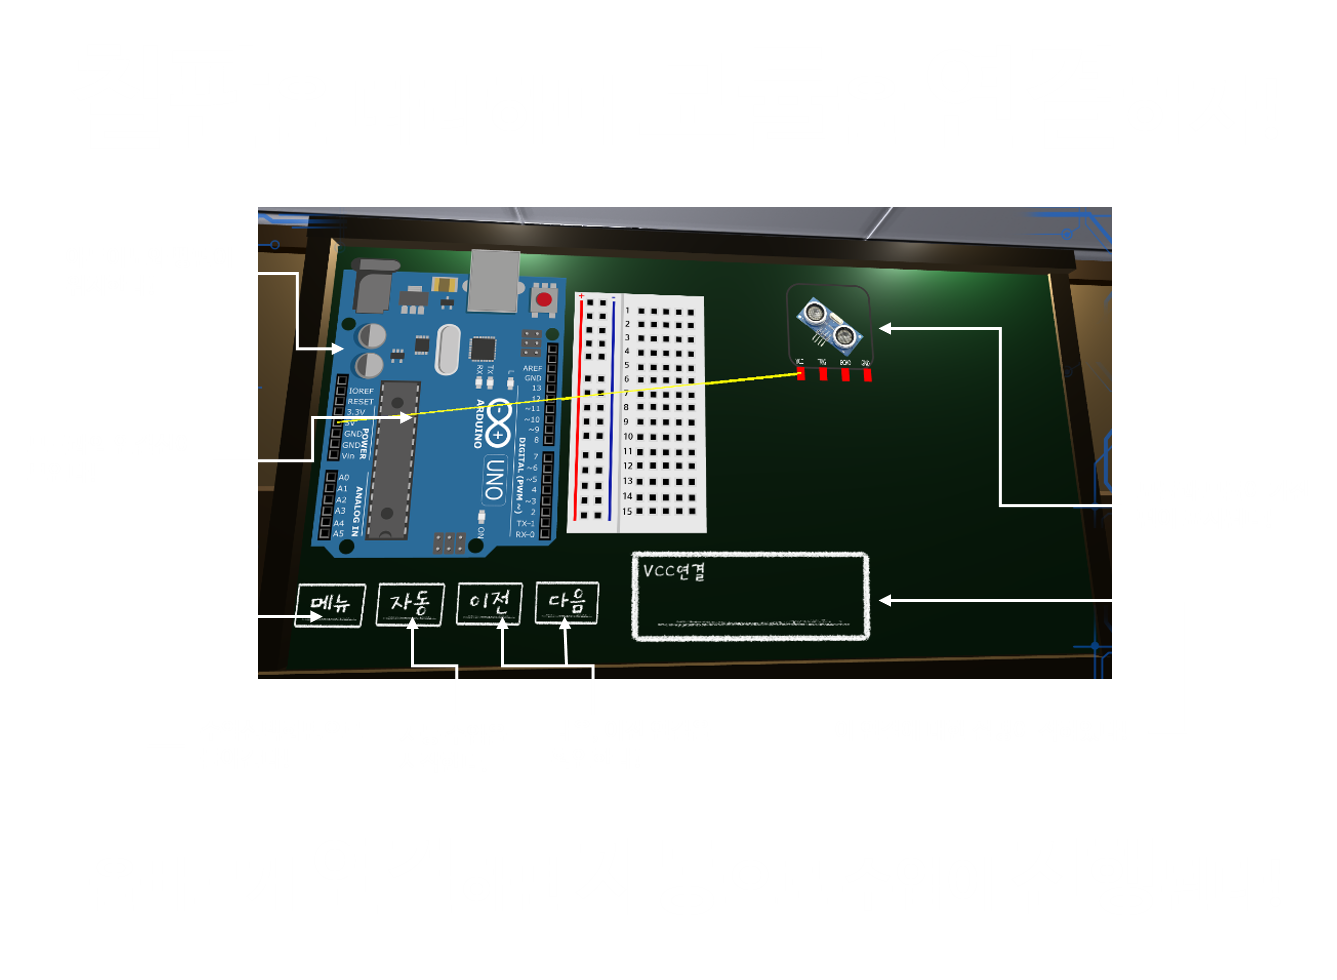 + -
1
2
3
4
5
6
7
8
9
10
11
12
13
14
15
IOREF
RESET
3.3V
5V
GND
GND
Vin
POWER
A0
A1
A2
A3
A4
A5
ANALOG IN
RX
TX
L
ARDUINO
UNO
ON
AREF
GND
13
12
~11
~10
~9
8
7
~6
~5
4
~3
2
TX-1
RX-0
DIGITAL (PWM ~)
GND
VCC연결
메뉴
자동
이전
다음